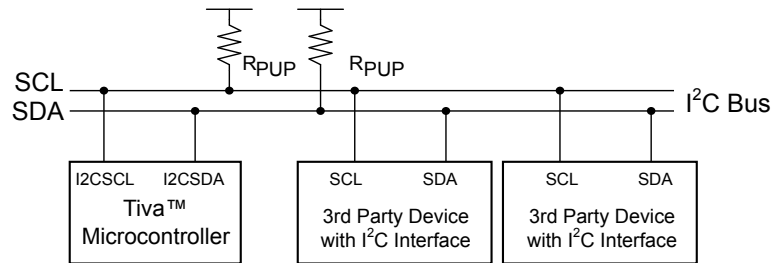 RPUP RPUP
SCL
SDA
I²C Bus
I2CSCL I2CSDA
Tiva™
Microcontroller
SCL SDA
3rd Party Device
with I²C Interface
SCL SDA
3rd Party Device
with I²C Interface